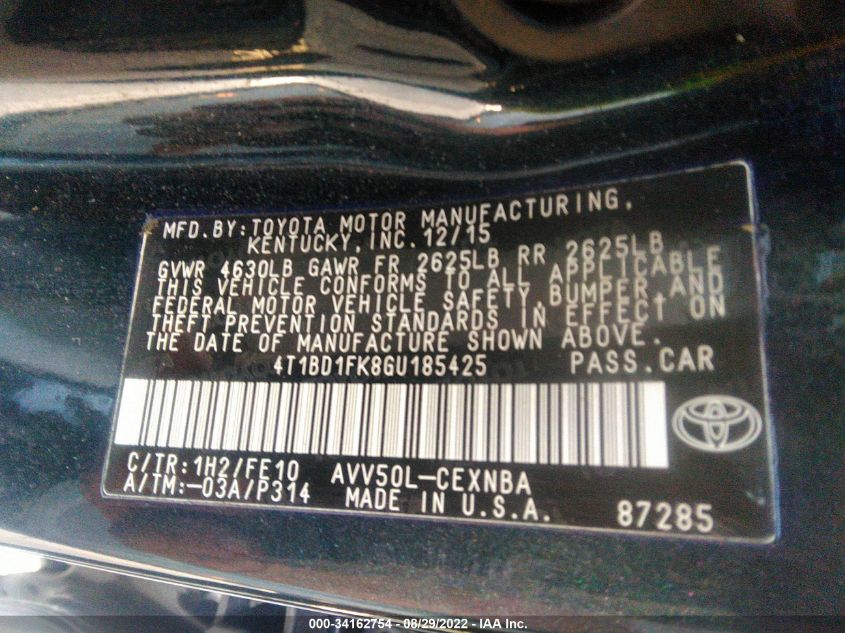 MFD.BY:TOYOTA MOTOR MANUFACTURING,
KENTUCKY,INC.12/15
GVWR 4630LB GAWR FR 2625LB RR 2625LB
THIS VEHICLE CONFORMS TO ALL APPLICABLE
FEDERAL MOTOR VEHICLE SAFETY,BUMPER,AND
THEFT PREVENTION STANDARDS IN EFFECT ON
THE DATE OF MANUFACTURE SHOWN ABOVE.
4T1BD1FK8GU185425 PASS.CAR
C/TR:1H2/FE10 AVV50L-CEXNBA
A/TM:-03A/P314 MADE IN U.S.A. 87285
000-34162754 - 08/29/2022 - IAA Inc.